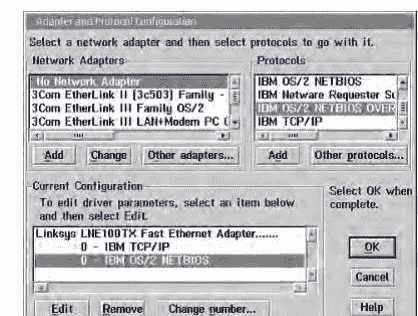 Adapter and Protocol Configuration
Select a network adapter and then select protocols to go with it.
Network Adapters
No Network Adapter
3Com EtherLink II (3c503) Family -
3Com EtherLink III Family OS/2
3Com EtherLink III LAN+Modem PC (
Add
Change
Other adapters...
Protocols
IBM OS/2 NETBIOS
IBM Netware Requester Su
IBM OS/2 NETBIOS OVER
IBM TCP/IP
Add
Other protocols...
Current Configuration
To edit driver parameters, select an item below
and then select Edit.
Linksys LNE100TX Fast Ethernet Adapter.......
0 - IBM TCP/IP
0 - IBM OS/2 NETBIOS
Edit
Remove
Change number...
Select OK when
complete.
OK
Cancel
Help